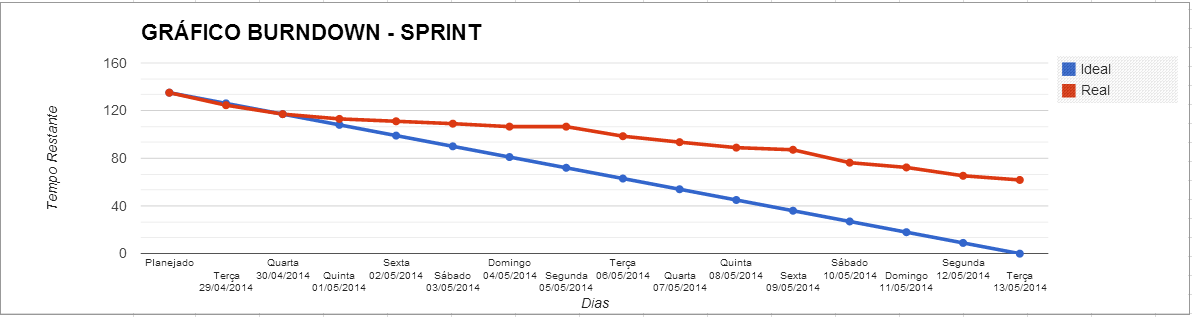 GRÁFICO BURNDOWN - SPRINT
Ideal
Real
Tempo Restante
160
120
80
40
0
Planejado
Terça
29/04/2014
Quarta
30/04/2014
Quinta
01/05/2014
Sexta
02/05/2014
Sábado
03/05/2014
Domingo
04/05/2014
Segunda
05/05/2014
Terça
06/05/2014
Quarta
07/05/2014
Quinta
08/05/2014
Sexta
09/05/2014
Sábado
10/05/2014
Domingo
11/05/2014
Segunda
12/05/2014
Terça
13/05/2014
Dias